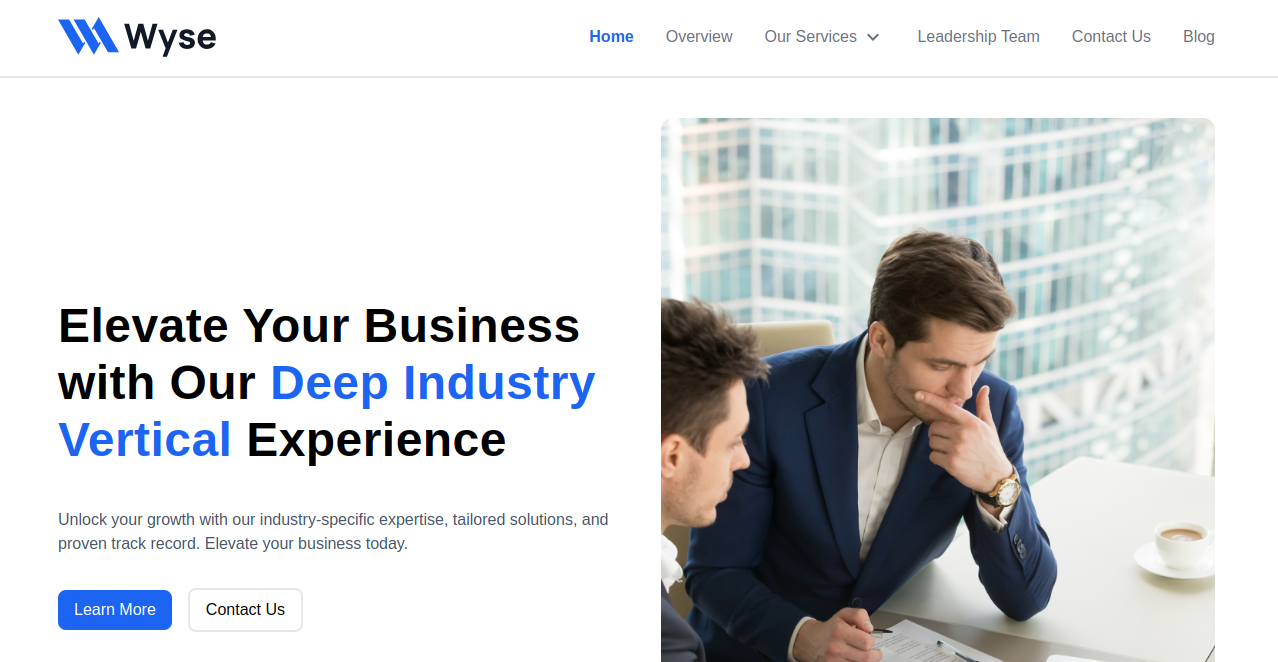 Wyse
Home Overview Our Services Leadership Team Contact Us Blog
Elevate Your Business
with Our Deep Industry
Vertical Experience
Unlock your growth with our industry-specific expertise, tailored solutions, and
proven track record. Elevate your business today.
Learn More Contact Us